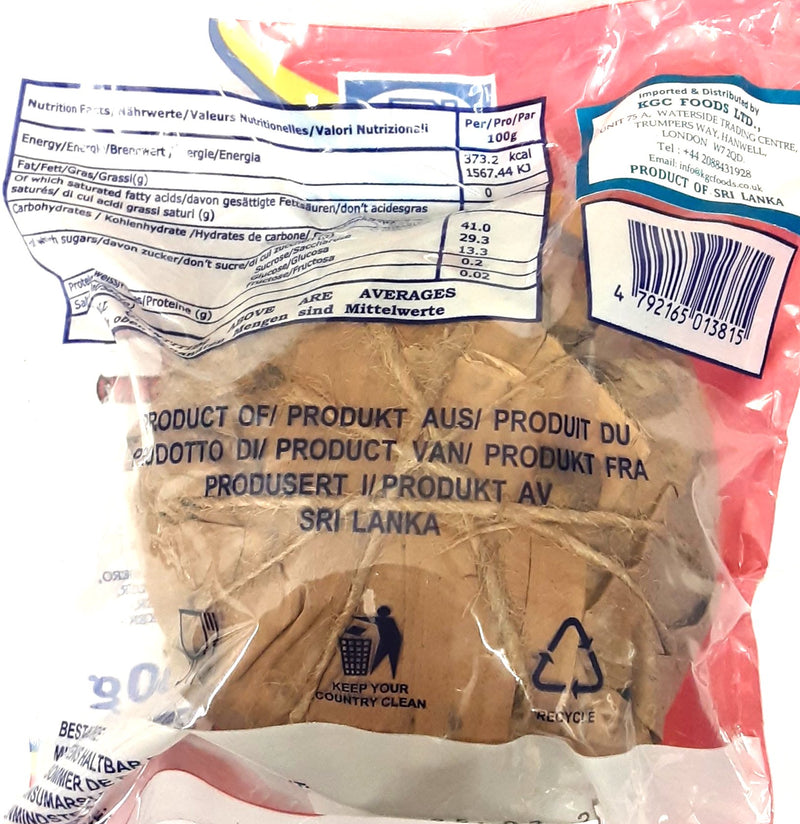 Nutrition Facts, Nährwerte/Valeurs Nutritionelles/Valori Nutrizionali
Per/Pro/Par
100g
Energy/Energi /Brennwert / ergie/Energia
373.2 kcal
1567.44 KJ
Fat/Fett/Gras/Grassi(g)
0
Of which saturated fatty acids/davon gesättigte Fettsäuren/don't acidesgras
saturés/ di cui acidi grassi saturi (g)
Carbohydrates / Kohlenhydrate /Hydrates de carbone/
41.0
sugars/davon zucker/don't sucre/di cui
29.3
Sucrose/Saccharose
13.3
Glucose/Glucosa
0.2
Fructose/Fructosa
0.02
/Proteine (g)
ABOVE ARE AVERAGES
Mengen sind Mittelwerte
Imported & Distributed by
KGC FOODS LTD.,
UNIT 75 A, WATERSIDE TRADING CENTRE,
TRUMPERS WAY, HANWELL,
LONDON W7 2QD.
Tel : +44 2088431928
Email: info@kgcfoods.co.uk
PRODUCT OF SRI LANKA
4 792165 013815
PRODUCT OF/ PRODUKT AUS/ PRODUIT DU
PRODOTTO DI/ PRODUCT VAN/ PRODUKT FRA
PRODUSERT I/ PRODUKT AV
SRI LANKA
KEEP YOUR
COUNTRY CLEAN
RECYCLE